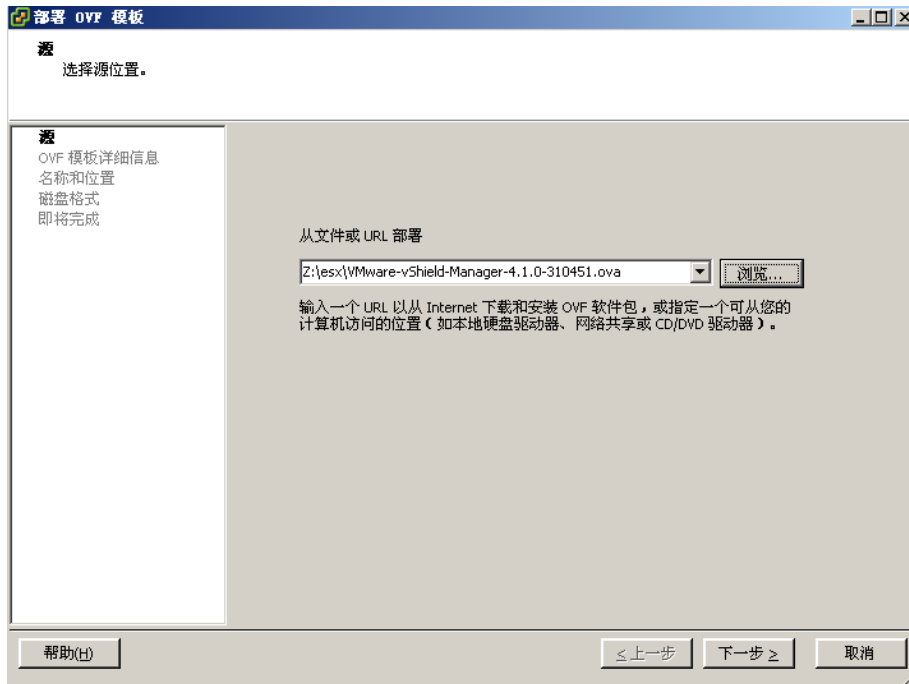 部署 OVF 模板
源
选择源位置。
源
OVF 模板详细信息
名称和位置
磁盘格式
即将完成
从文件或 URL 部署
Z:\esx\VMware-vShield-Manager-4.1.0-310451.ova
浏览...
输入一个 URL 以从 Internet 下载和安装 OVF 软件包，或指定一个可从您的
计算机访问的位置（如本地硬盘驱动器、网络共享或 CD/DVD 驱动器）。
帮助(H)
≤上一步
下一步≥
取消